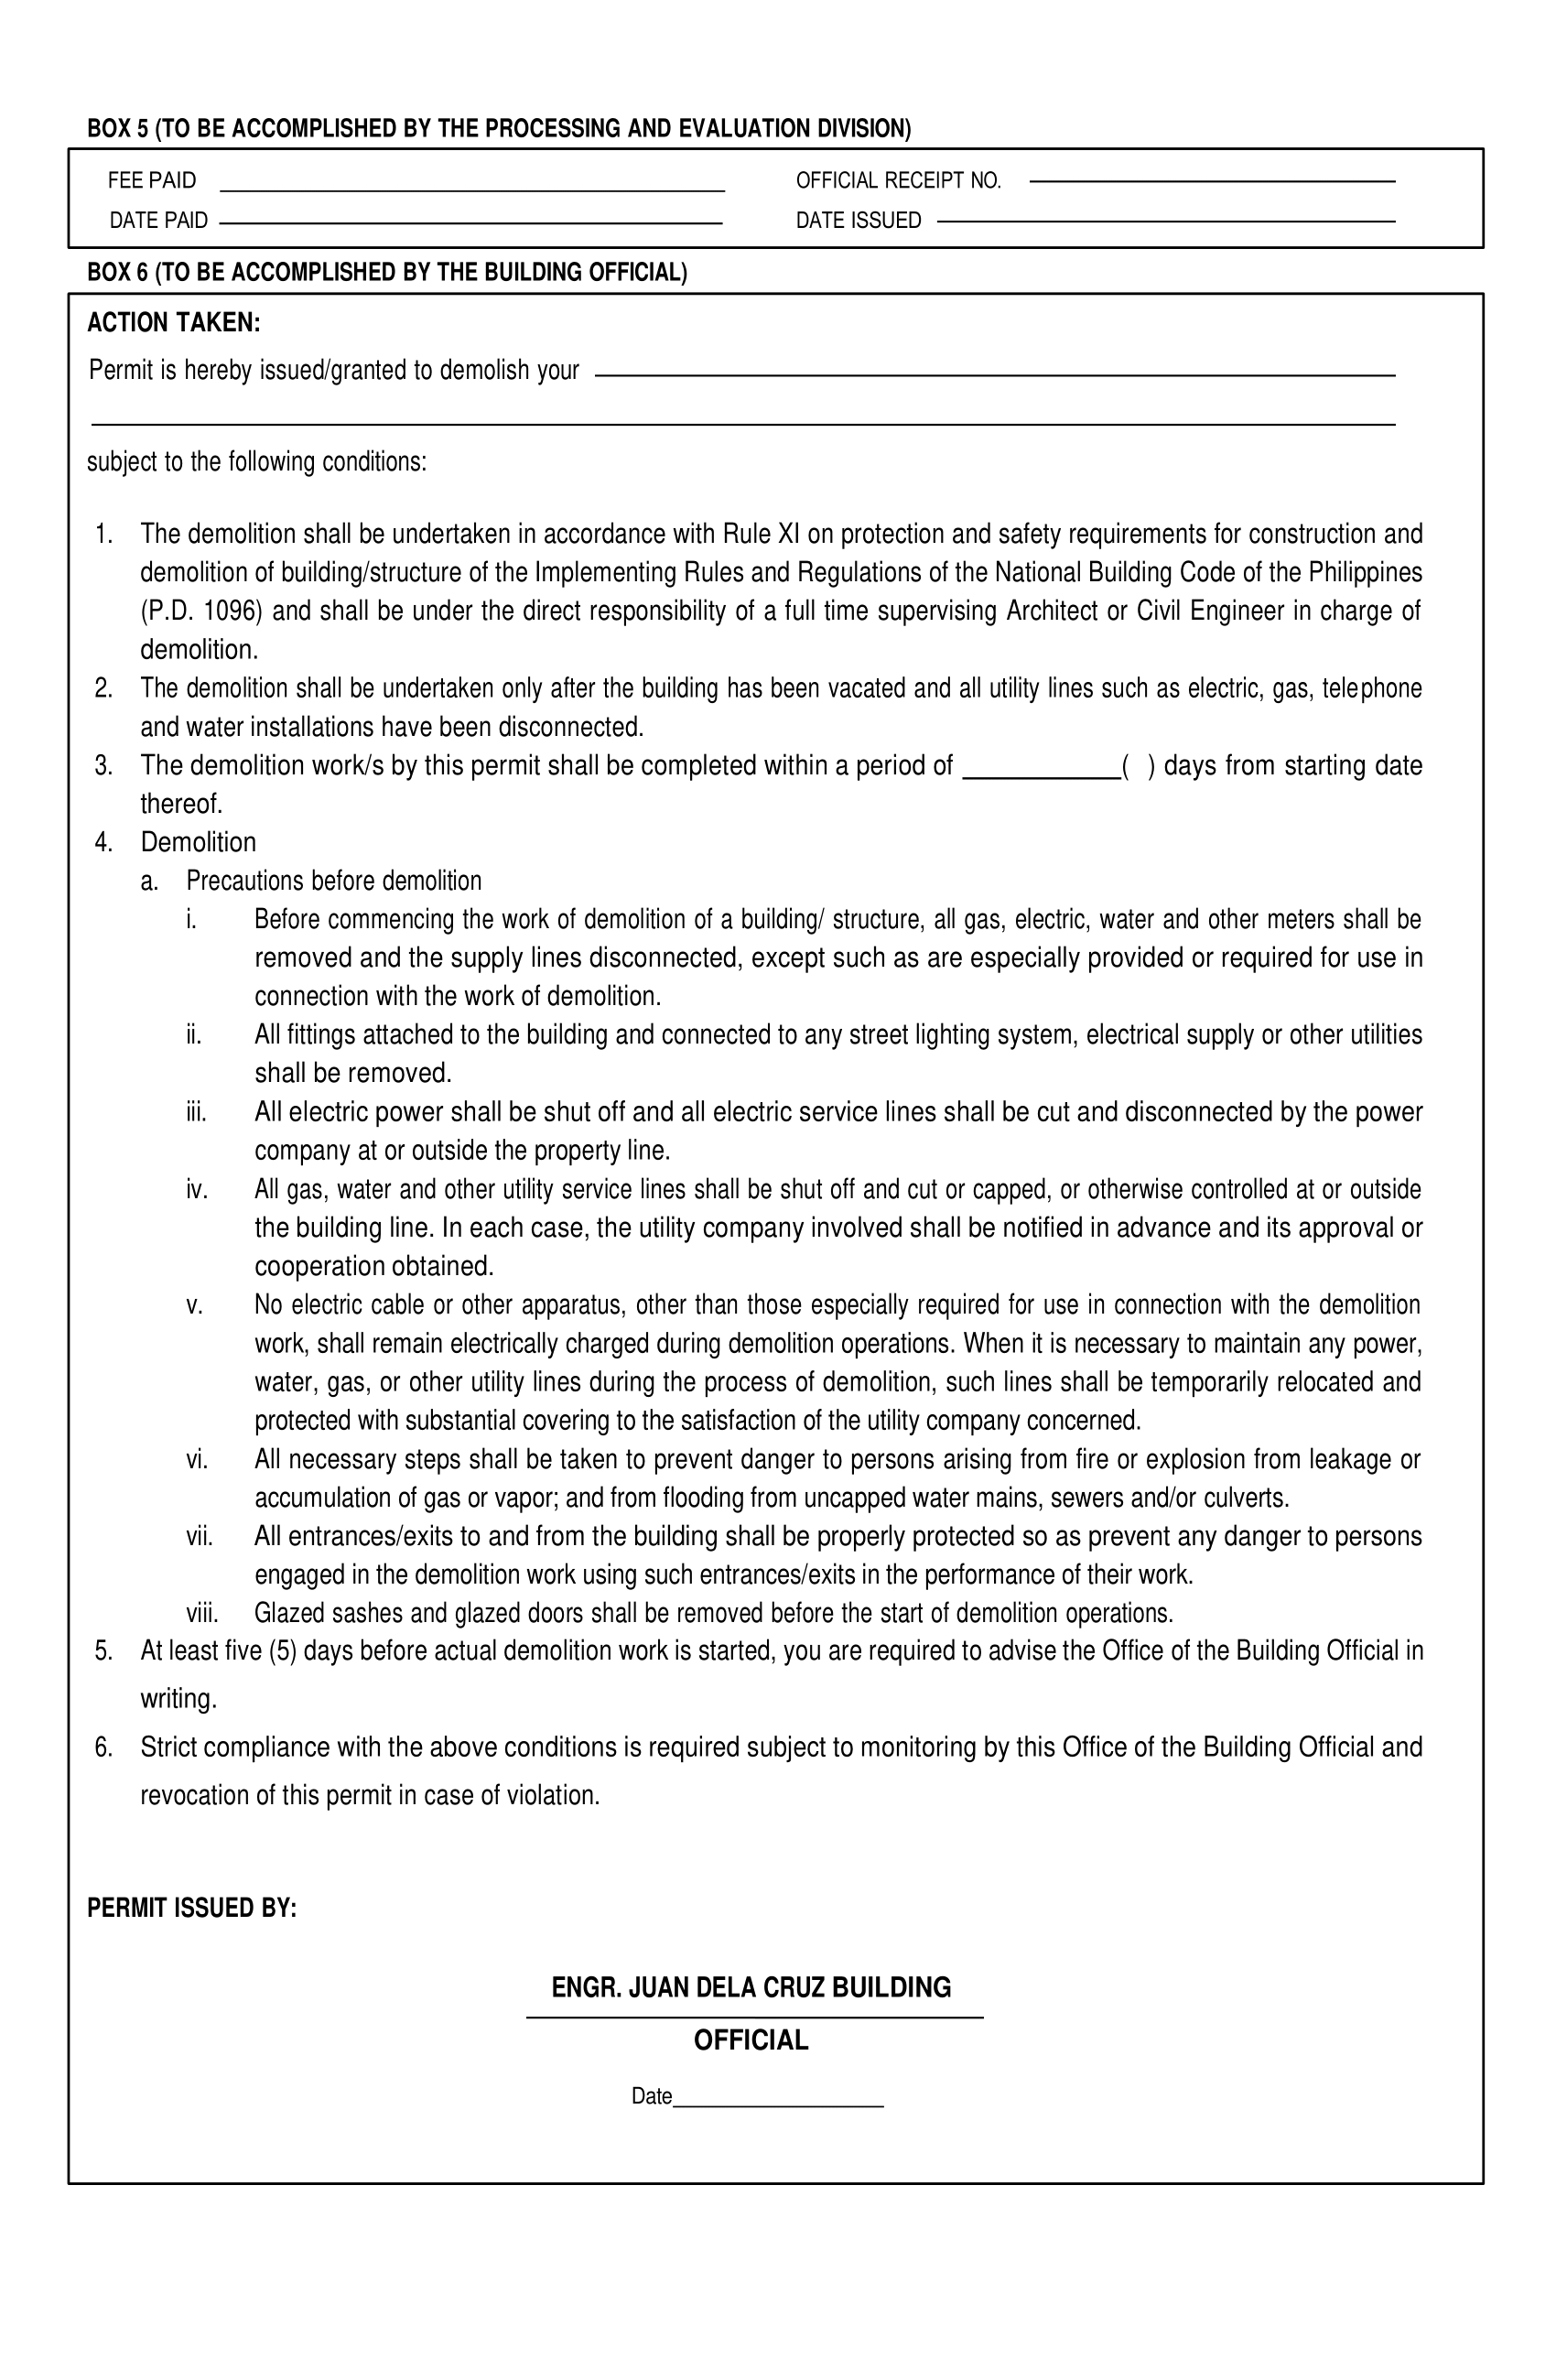 BOX 5 (TO BE ACCOMPLISHED BY THE PROCESSING AND EVALUATION DIVISION)
FEE PAID OFFICIAL RECEIPT NO.
DATE PAID DATE ISSUED
BOX 6 (TO BE ACCOMPLISHED BY THE BUILDING OFFICIAL)
ACTION TAKEN:
Permit is hereby issued/granted to demolish your
subject to the following conditions:
1. The demolition shall be undertaken in accordance with Rule XI on protection and safety requirements for construction and
demolition of building/structure of the Implementing Rules and Regulations of the National Building Code of the Philippines
(P.D. 1096) and shall be under the direct responsibility of a full time supervising Architect or Civil Engineer in charge of
demolition.
2. The demolition shall be undertaken only after the building has been vacated and all utility lines such as electric, gas, telephone
and water installations have been disconnected.
3. The demolition work/s by this permit shall be completed within a period of ___________( ) days from starting date
thereof.
4. Demolition
a. Precautions before demolition
i. Before commencing the work of demolition of a building/ structure, all gas, electric, water and other meters shall be
removed and the supply lines disconnected, except such as are especially provided or required for use in
connection with the work of demolition.
ii. All fittings attached to the building and connected to any street lighting system, electrical supply or other utilities
shall be removed.
iii. All electric power shall be shut off and all electric service lines shall be cut and disconnected by the power
company at or outside the property line.
iv. All gas, water and other utility service lines shall be shut off and cut or capped, or otherwise controlled at or outside
the building line. In each case, the utility company involved shall be notified in advance and its approval or
cooperation obtained.
v. No electric cable or other apparatus, other than those especially required for use in connection with the demolition
work, shall remain electrically charged during demolition operations. When it is necessary to maintain any power,
water, gas, or other utility lines during the process of demolition, such lines shall be temporarily relocated and
protected with substantial covering to the satisfaction of the utility company concerned.
vi. All necessary steps shall be taken to prevent danger to persons arising from fire or explosion from leakage or
accumulation of gas or vapor; and from flooding from uncapped water mains, sewers and/or culverts.
vii. All entrances/exits to and from the building shall be properly protected so as prevent any danger to persons
engaged in the demolition work using such entrances/exits in the performance of their work.
viii. Glazed sashes and glazed doors shall be removed before the start of demolition operations.
5. At least five (5) days before actual demolition work is started, you are required to advise the Office of the Building Official in
writing.
6. Strict compliance with the above conditions is required subject to monitoring by this Office of the Building Official and
revocation of this permit in case of violation.
PERMIT ISSUED BY:
ENGR. JUAN DELA CRUZ BUILDING
OFFICIAL
Date